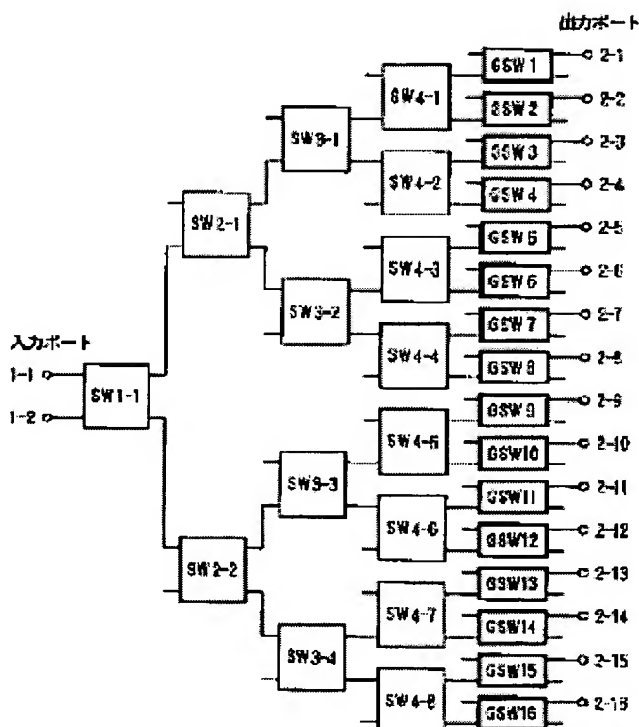 出力ポート
GSW1
2-1
GSW2
2-2
SW4-1
GSW3
2-3
SW3-1
GSW4
2-4
SW4-2
GSW5
2-5
SW2-1
GSW6
2-6
SW4-3
GSW7
2-7
SW3-2
GSW8
2-8
SW4-4
入力ポート
1-1
SW1-1
1-2
GSW9
2-9
GSW10
2-10
SW4-5
GSW11
2-11
SW3-3
GSW12
2-12
SW4-6
GSW13
2-13
SW2-2
GSW14
2-14
SW4-7
GSW15
2-15
SW3-4
GSW16
2-16
SW4-8